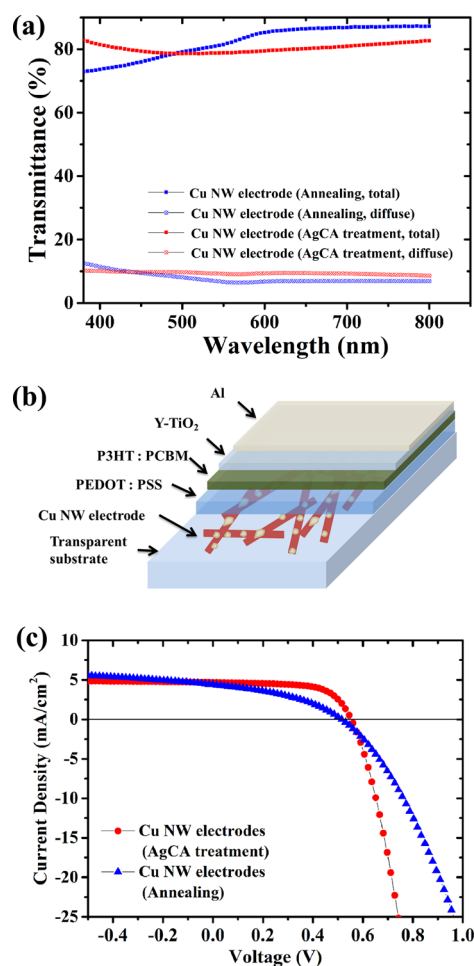 (a)
80
60
40
20
0
Transmittance (%)
Cu NW electrode (Annealing, total)
Cu NW electrode (Annealing, diffuse)
Cu NW electrode (AgCA treatment, total)
Cu NW electrode (AgCA treatment, diffuse)
400 500 600 700 800
Wavelength (nm)
(b)
Al
Y-TiO2
P3HT : PCBM
PEDOT : PSS
Cu NW electrode
Transparent
substrate
(c)
10
5
0
-5
-10
-15
-20
-25
Current Density (mA/cm2)
Cu NW electrodes
(AgCA treatment)
Cu NW electrodes
(Annealing)
-0.4 -0.2 0.0 0.2 0.4 0.6 0.8 1.0
Voltage (V)